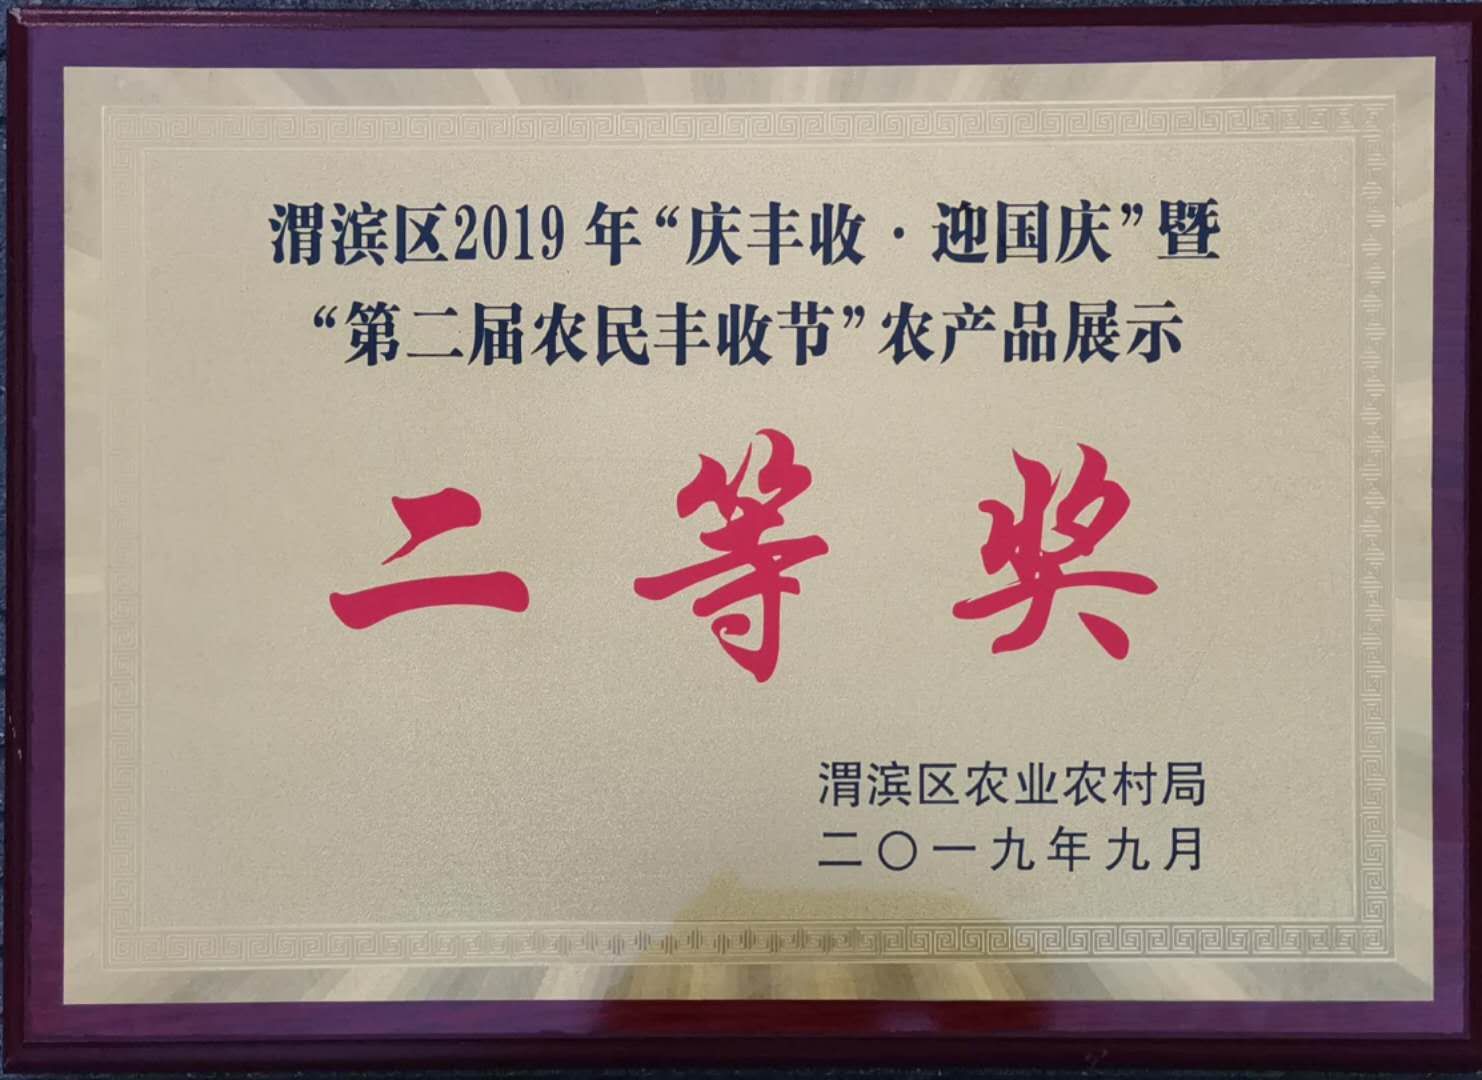 渭滨区2019年“庆丰收·迎国庆”暨
“第二届农民丰收节”农产品展示
二等奖
渭滨区农业农村局
二〇一九年九月